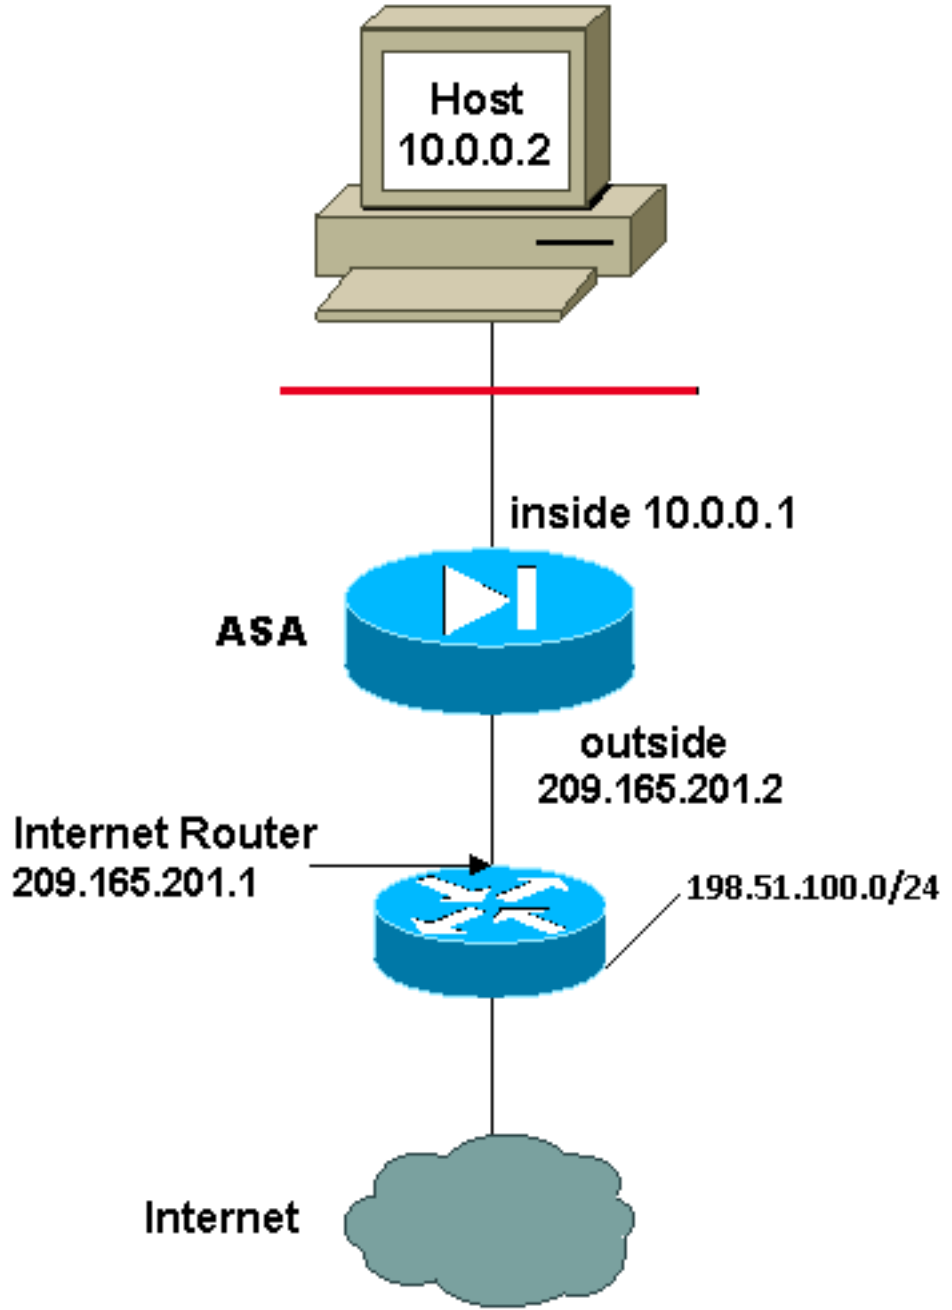 Host
10.0.0.2
inside 10.0.0.1
ASA
outside
209.165.201.2
Internet Router
209.165.201.1
198.51.100.0/24
Internet